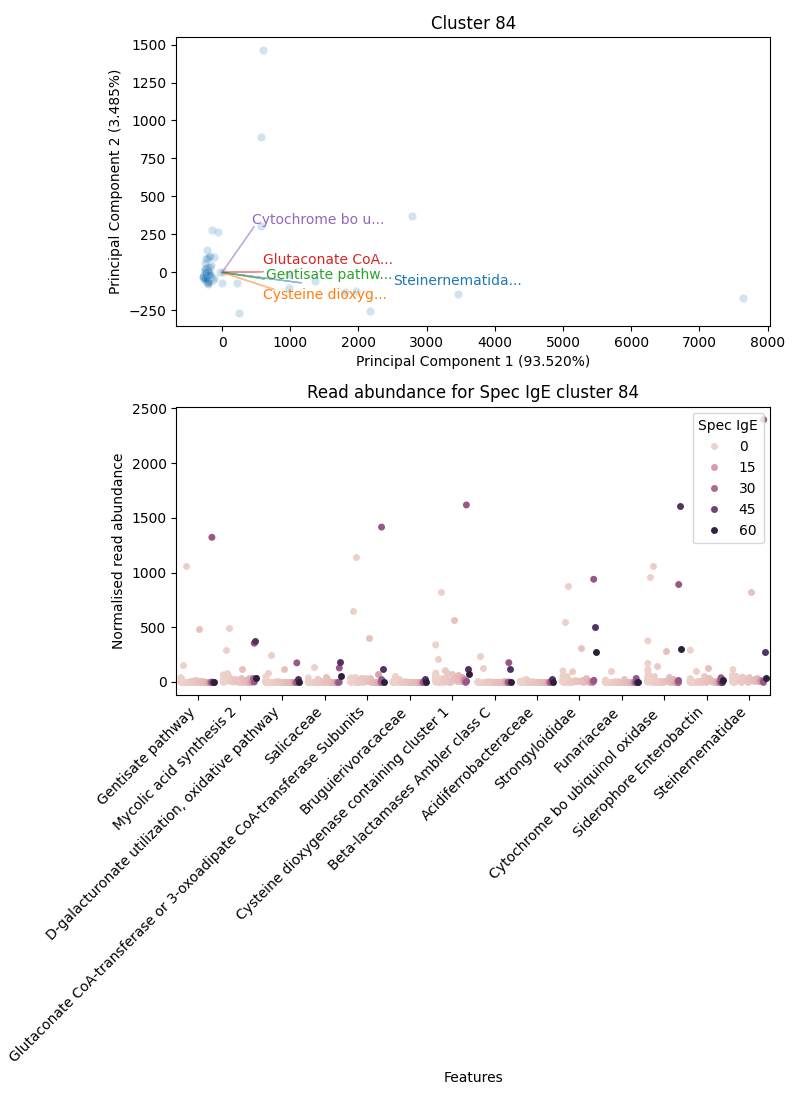 Cluster 84
Principal Component 2 (3.485%)
1500
1250
1000
750
500
250
0
−250
Cytochrome bo u...
Glutaconate CoA...
Gentisate pathw...
Steinernematida...
Cysteine dioxyg...
0 1000 2000 3000 4000 5000 6000 7000 8000
Principal Component 1 (93.520%)
Read abundance for Spec IgE cluster 84
Normalised read abundance
2500
2000
1500
1000
500
0
Spec IgE
0
15
30
45
60
Gentisate pathway
Mycolic acid synthesis 2
D-galacturonate utilization, oxidative pathway
Salicaceae
Glutaconate CoA-transferase or 3-oxoadipate CoA-transferase Subunits
Bruguierivoracaceae
Cysteine dioxygenase containing cluster 1
Beta-lactamases Ambler class C
Acidiferrobacteraceae
Strongyloididae
Funariaceae
Cytochrome bo ubiquinol oxidase
Siderophore Enterobactin
Steinernematidae
Features